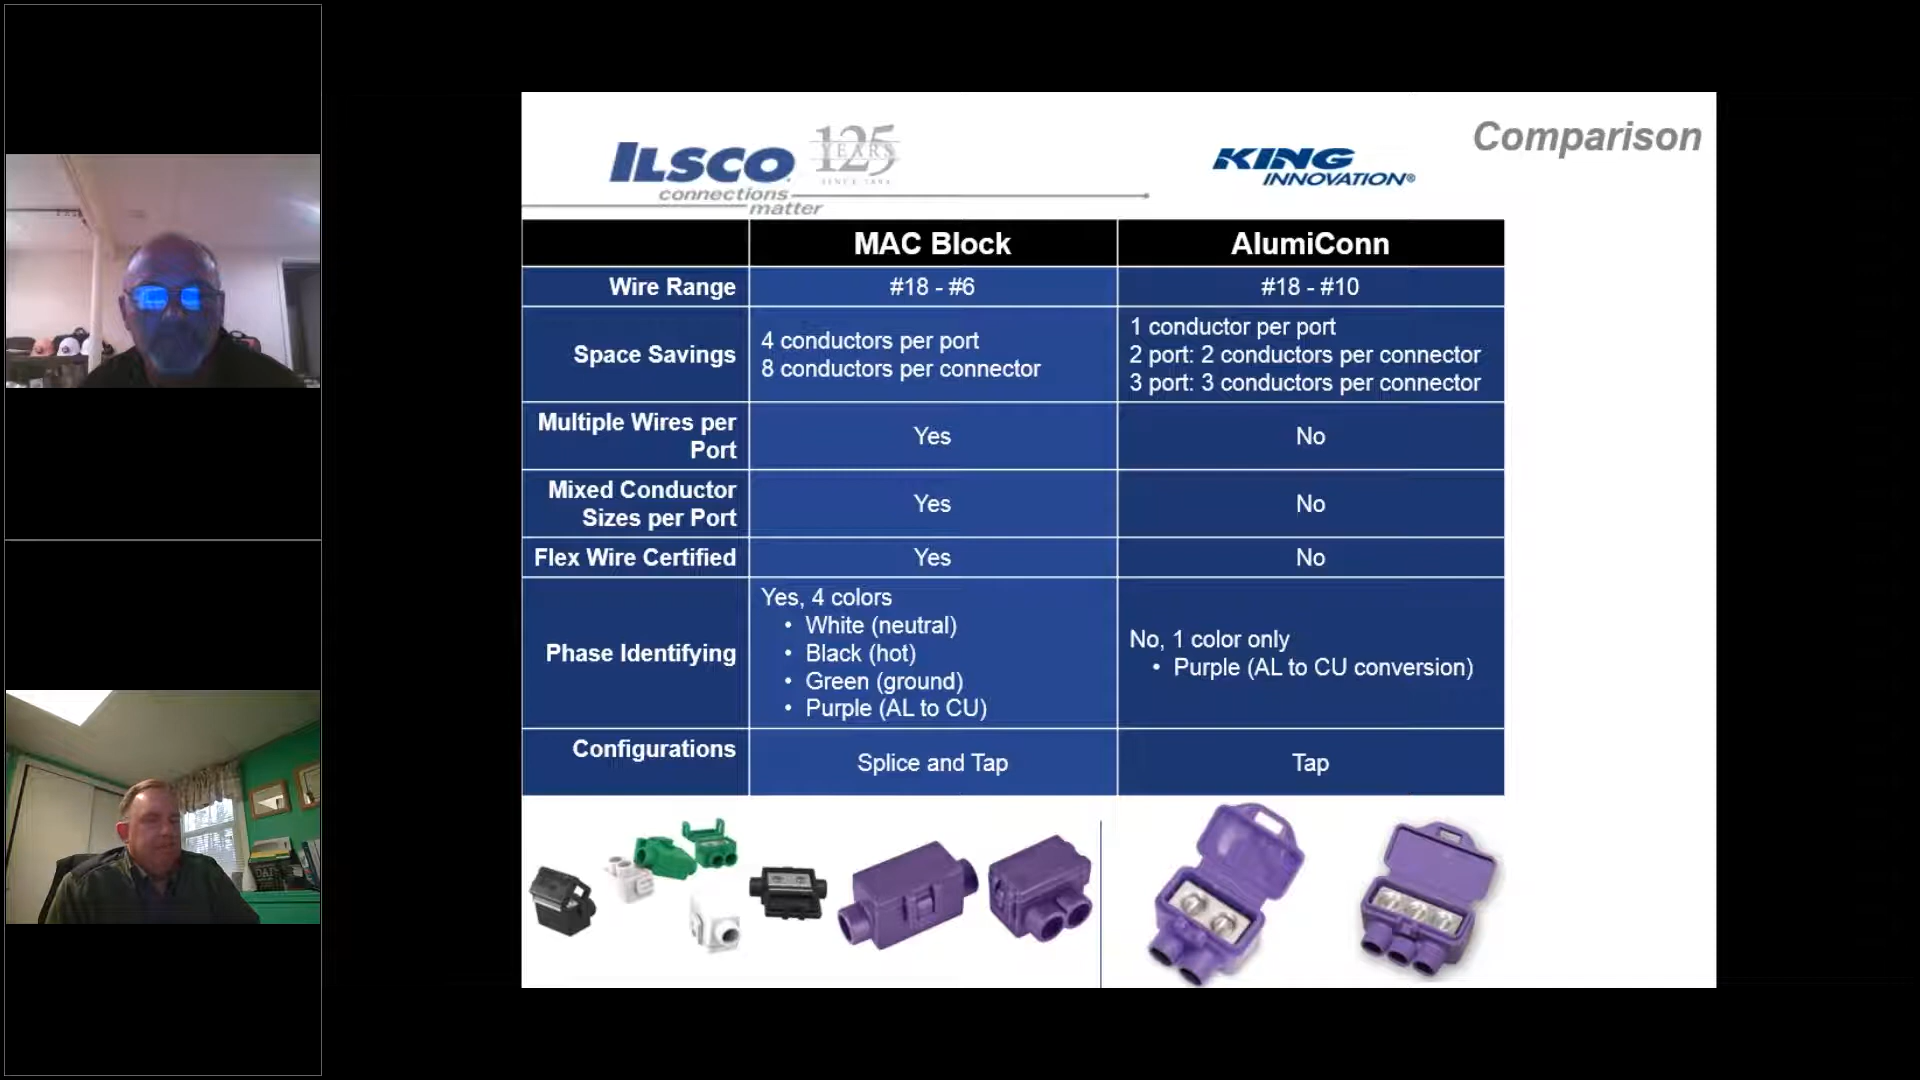 Comparison
ILSCO 125
YEARS
SINCE 1894
connections
matter
KING
INNOVATION®
MAC Block AlumiConn
Wire Range #18 - #6 #18 - #10
Space Savings
4 conductors per port
8 conductors per connector
1 conductor per port
2 port: 2 conductors per connector
3 port: 3 conductors per connector
Multiple Wires per
Port
Yes
No
Mixed Conductor
Sizes per Port
Yes
No
Flex Wire Certified Yes No
Phase Identifying
Yes, 4 colors
• White (neutral)
• Black (hot)
• Green (ground)
• Purple (AL to CU)
No, 1 color only
• Purple (AL to CU conversion)
Configurations
Splice and Tap
Tap